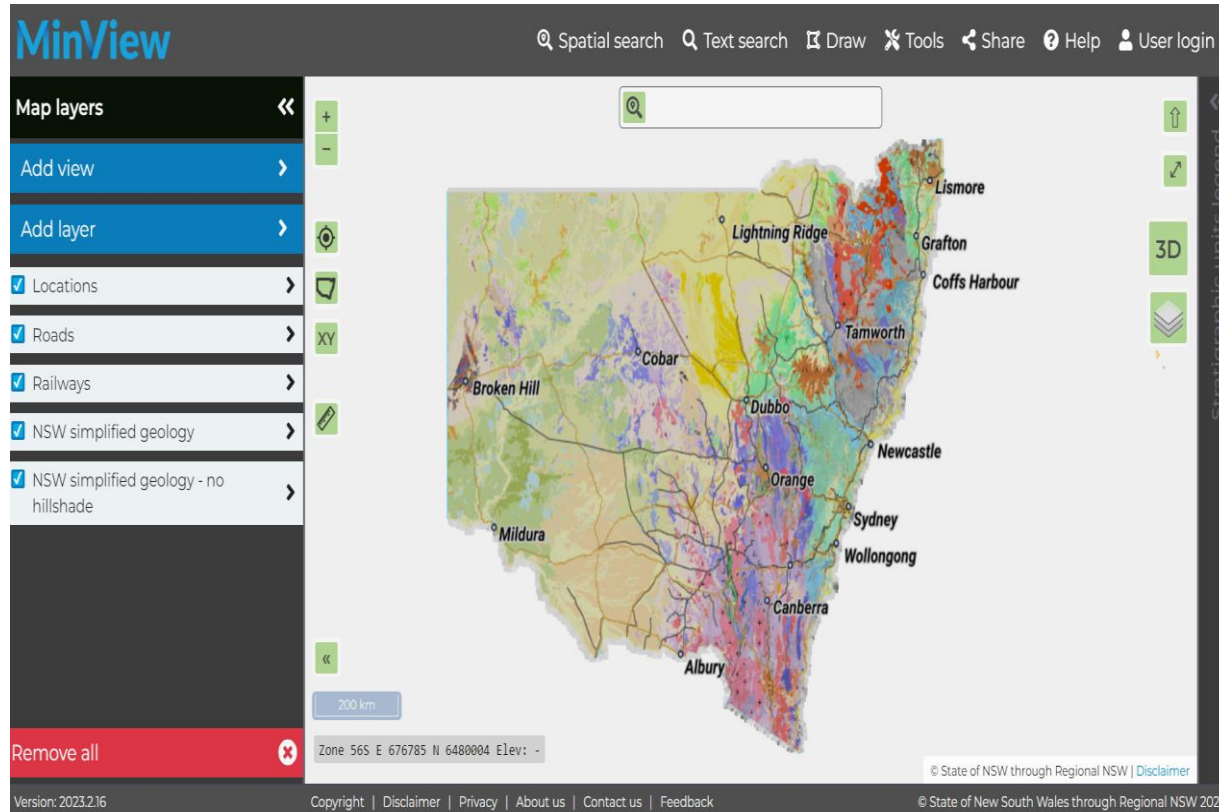 MinView
Spatial search Text search Draw Tools Share Help User login
Map layers
Add view
Add layer
Locations
Roads
Railways
NSW simplified geology
NSW simplified geology - no
hillshade
Remove all
+
-
XY
3D
Stratigraphic units legend
Lismore
Lightning Ridge
Grafton
Coffs Harbour
Tamworth
Cobar
Broken Hill
Dubbo
Newcastle
Orange
Sydney
Mildura
Wollongong
Canberra
Albury
200 km
Zone 56S E 676785 N 6480004 Elev: -
© State of NSW through Regional NSW | Disclaimer
Version: 2023.2.16
Copyright | Disclaimer | Privacy | About us | Contact us | Feedback
© State of New South Wales through Regional NSW 202